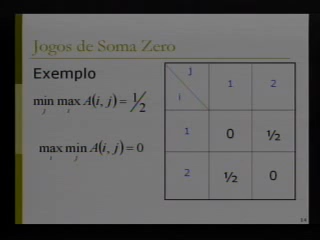 Jogos de Soma Zero
Exemplo
min max A(i, j) = 1/2
j i
max min A(i, j) = 0
i j
j
i
1 2
1 0 ½
2 ½ 0